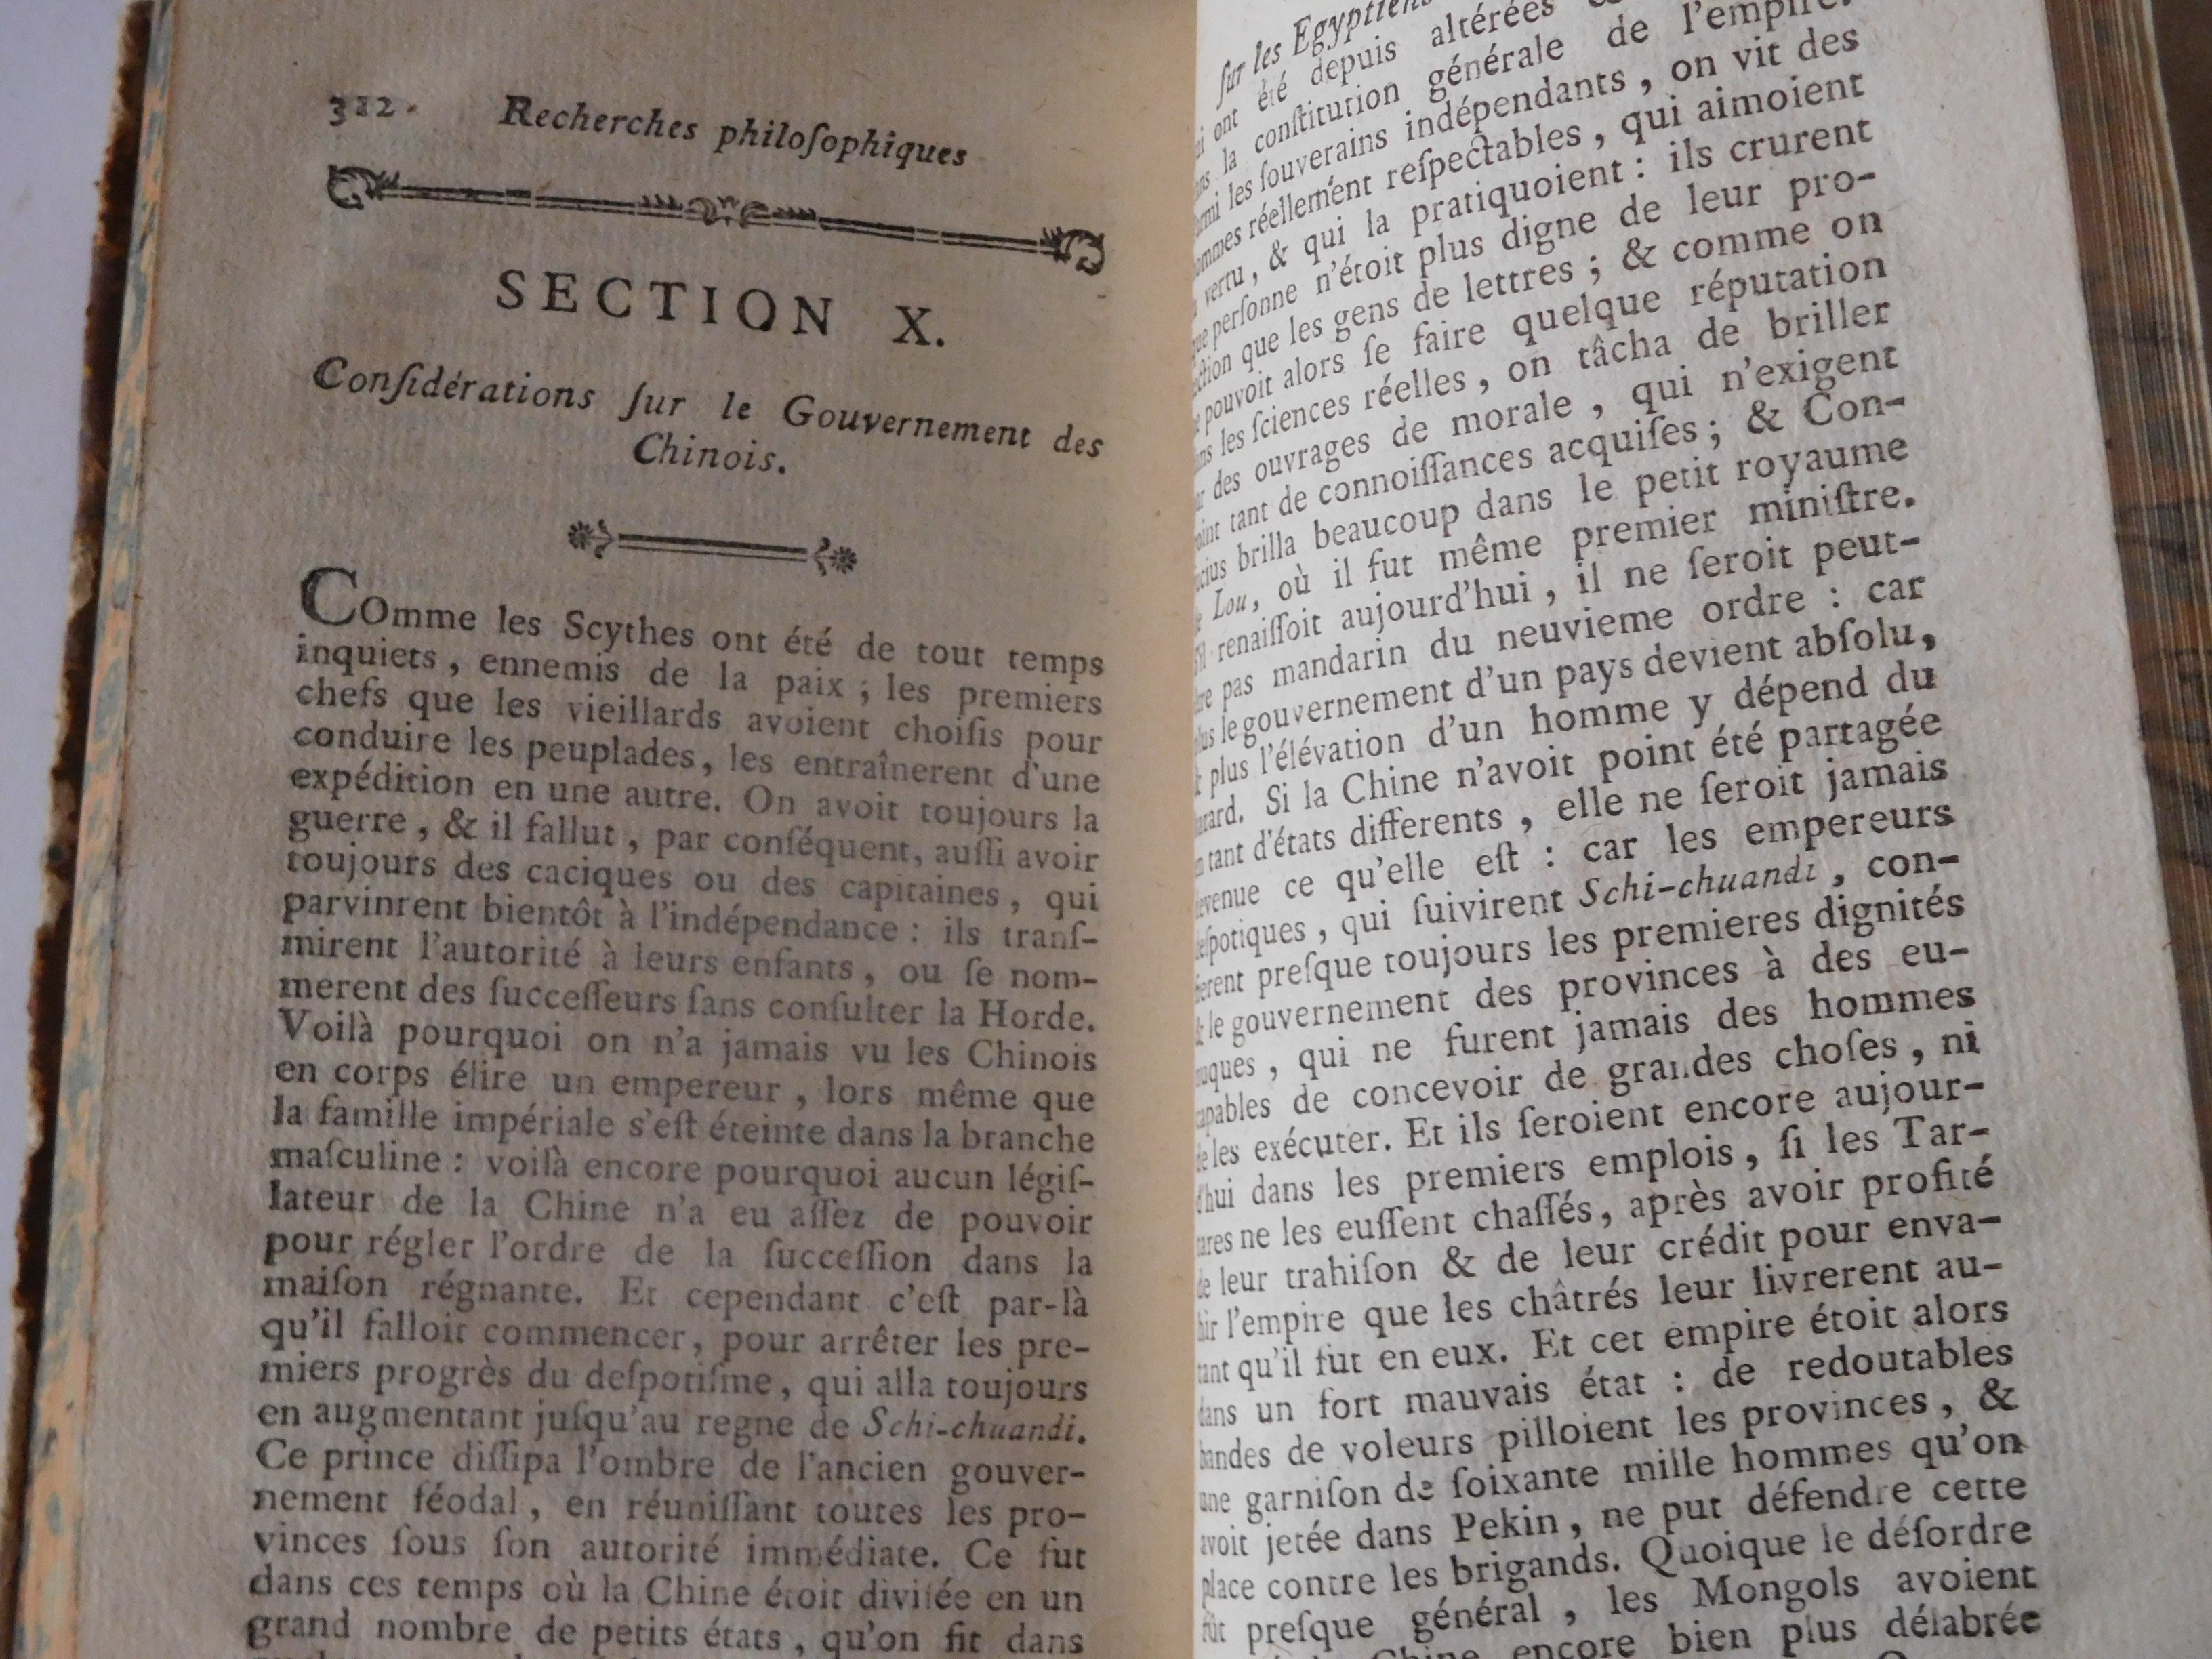 312. Recherches philoſophiques
SECTION X.
Conſidérations ſur le Gouvernement des
Chinois.
COmme les Scythes ont été de tout temps
inquiets, ennemis de la paix; les premiers
chefs que les vieillards avoient choiſis pour
conduire les peuplades, les entraînerent d'une
expédition en une autre. On avoit toujours la
guerre, & il fallut, par conſéquent, auſſi avoir
toujours des caciques ou des capitaines, qui
parvinrent bientôt à l'indépendance: ils tranſ-
mirent l'autorité à leurs enfants, ou ſe nom-
merent des ſucceſſeurs ſans conſulter la Horde.
Voilà pourquoi on n'a jamais vu les Chinois
en corps élire un empereur, lors même que
la famille impériale s'eſt éteinte dans la branche
maſculine: voilà encore pourquoi aucun légiſ-
lateur de la Chine n'a eu aſſez de pouvoir
pour régler l'ordre de la ſucceſſion dans la
maiſon régnante. Et cependant c'eſt par-là
qu'il falloit commencer, pour arrêter les pre-
miers progrès du deſpotiſme, qui alla toujours
en augmentant juſqu'au regne de Schi-chuandi.
Ce prince diſſipa l'ombre de l'ancien gouver-
nement féodal, en réuniſſant toutes les pro-
vinces ſous ſon autorité immédiate. Ce fut
dans ces temps où la Chine étoit diviſée en un
grand nombre de petits états, qu'on fit dans
ſur les Egyptiens
ont été depuis altérées
la conſtitution générale de l'empire.
les ſouverains indépendants, on vit des
réellement reſpectables, qui aimoient
vertu, & qui la pratiquoient: ils crurent
perſonne n'étoit plus digne de leur pro-
que les gens de lettres; & comme on
pouvoit alors ſe faire quelque réputation
les ſciences réelles, on tâcha de briller
des ouvrages de morale, qui n'exigent
tant de connoiſſances acquiſes; & Con-
brilla beaucoup dans le petit royaume
Lou, où il fut même premier miniſtre.
renaiſſoit aujourd'hui, il ne ſeroit peut-
pas mandarin du neuvieme ordre: car
le gouvernement d'un pays devient abſolu,
plus l'élévation d'un homme y dépend du
Si la Chine n'avoit point été partagée
tant d'états differents, elle ne ſeroit jamais
ce qu'elle eſt: car les empereurs
qui ſuivirent Schi-chuandi, con-
preſque toujours les premieres dignités
le gouvernement des provinces à des eu-
qui ne furent jamais des hommes
de concevoir de grandes choſes, ni
les exécuter. Et ils ſeroient encore aujour-
d'hui dans les premiers emplois, ſi les Tar-
ne les euſſent chaſſés, après avoir profité
leur trahiſon & de leur crédit pour enva-
l'empire que les châtrés leur livrerent au-
qu'il fut en eux. Et cet empire étoit alors
dans un fort mauvais état: de redoutables
bandes de voleurs pilloient les provinces, &
une garniſon de ſoixante mille hommes qu'on
avoit jetée dans Pekin, ne put défendre cette
place contre les brigands. Quoique le déſordre
fût preſque général, les Mongols avoient
Chine encore bien plus délabrée